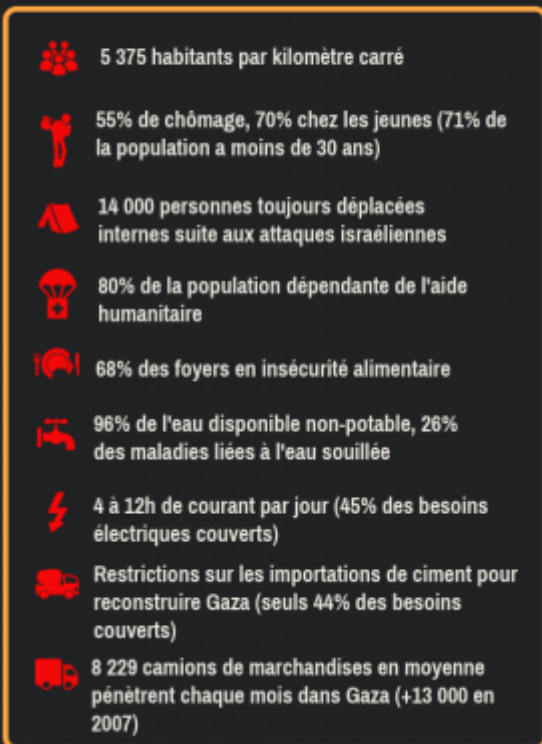 5 375 habitants par kilomètre carré
55% de chômage, 70% chez les jeunes (71% de
la population a moins de 30 ans)
14 000 personnes toujours déplacées
internes suite aux attaques israéliennes
80% de la population dépendante de l'aide
humanitaire
68% des foyers en insécurité alimentaire
96% de l'eau disponible non-potable, 26%
des maladies liées à l'eau souillée
4 à 12h de courant par jour (45% des besoins
électriques couverts)
Restrictions sur les importations de ciment pour
reconstruire Gaza (seuls 44% des besoins
couverts)
8 229 camions de marchandises en moyenne
pénètrent chaque mois dans Gaza (+13 000 en
2007)